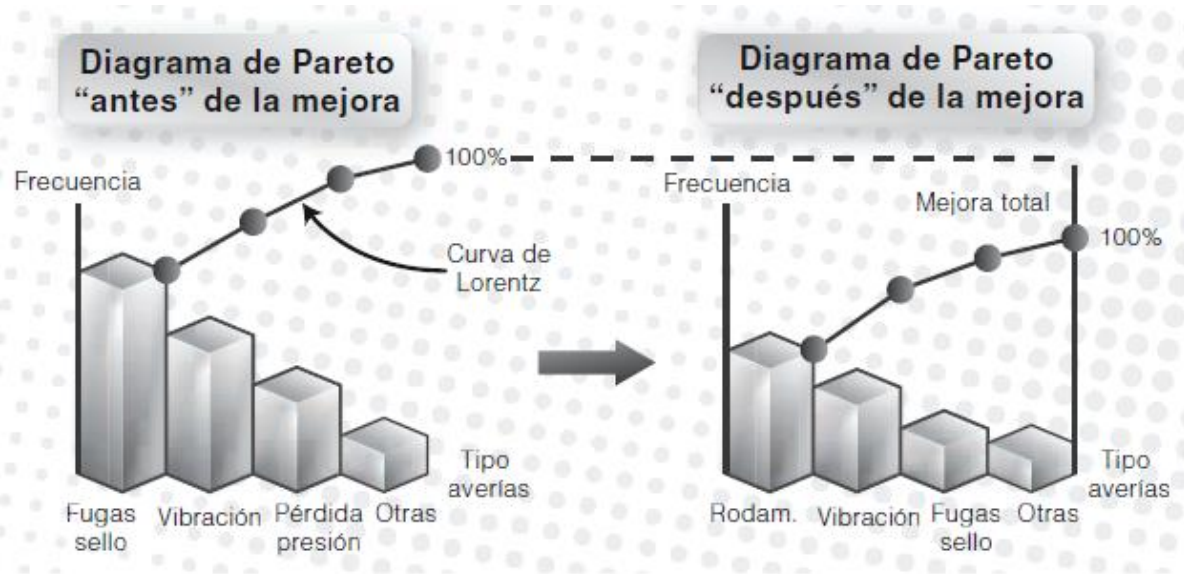 Diagrama de Pareto
“antes” de la mejora
100%
Frecuencia
Curva de
Lorentz
Tipo
averías
Fugas
sello
Vibración
Pérdida
presión
Otras
Diagrama de Pareto
“después” de la mejora
Frecuencia
Mejora total
100%
Tipo
averías
Rodam.
Vibración
Fugas
sello
Otras